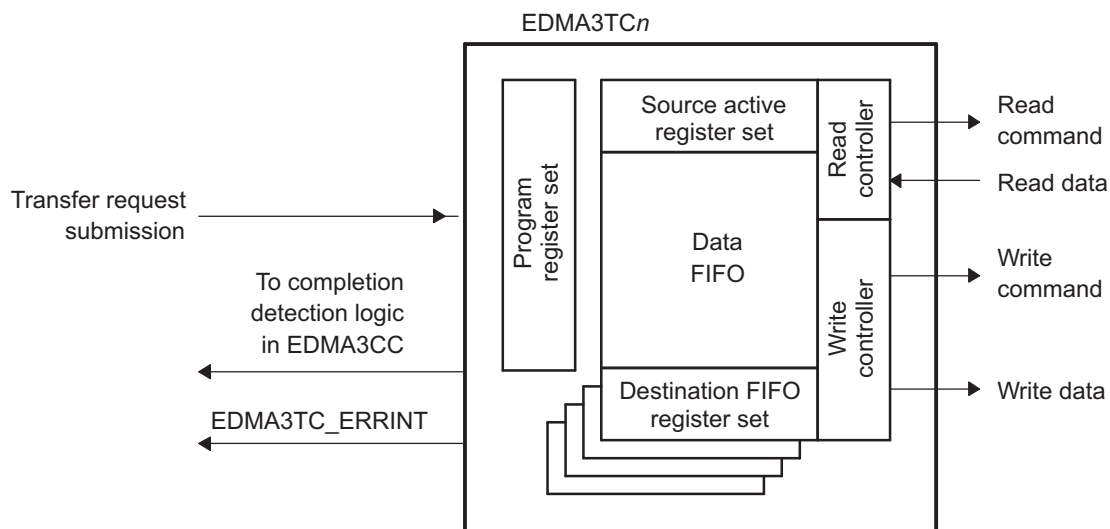 EDMA3TCn
Transfer request
submission
To completion
detection logic
in EDMA3CC
EDMA3TC_ERRINT
Program
register set
Source active
register set
Data
FIFO
Destination FIFO
register set
Read
controller
Write
controller
Read
command
Read data
Write
command
Write data